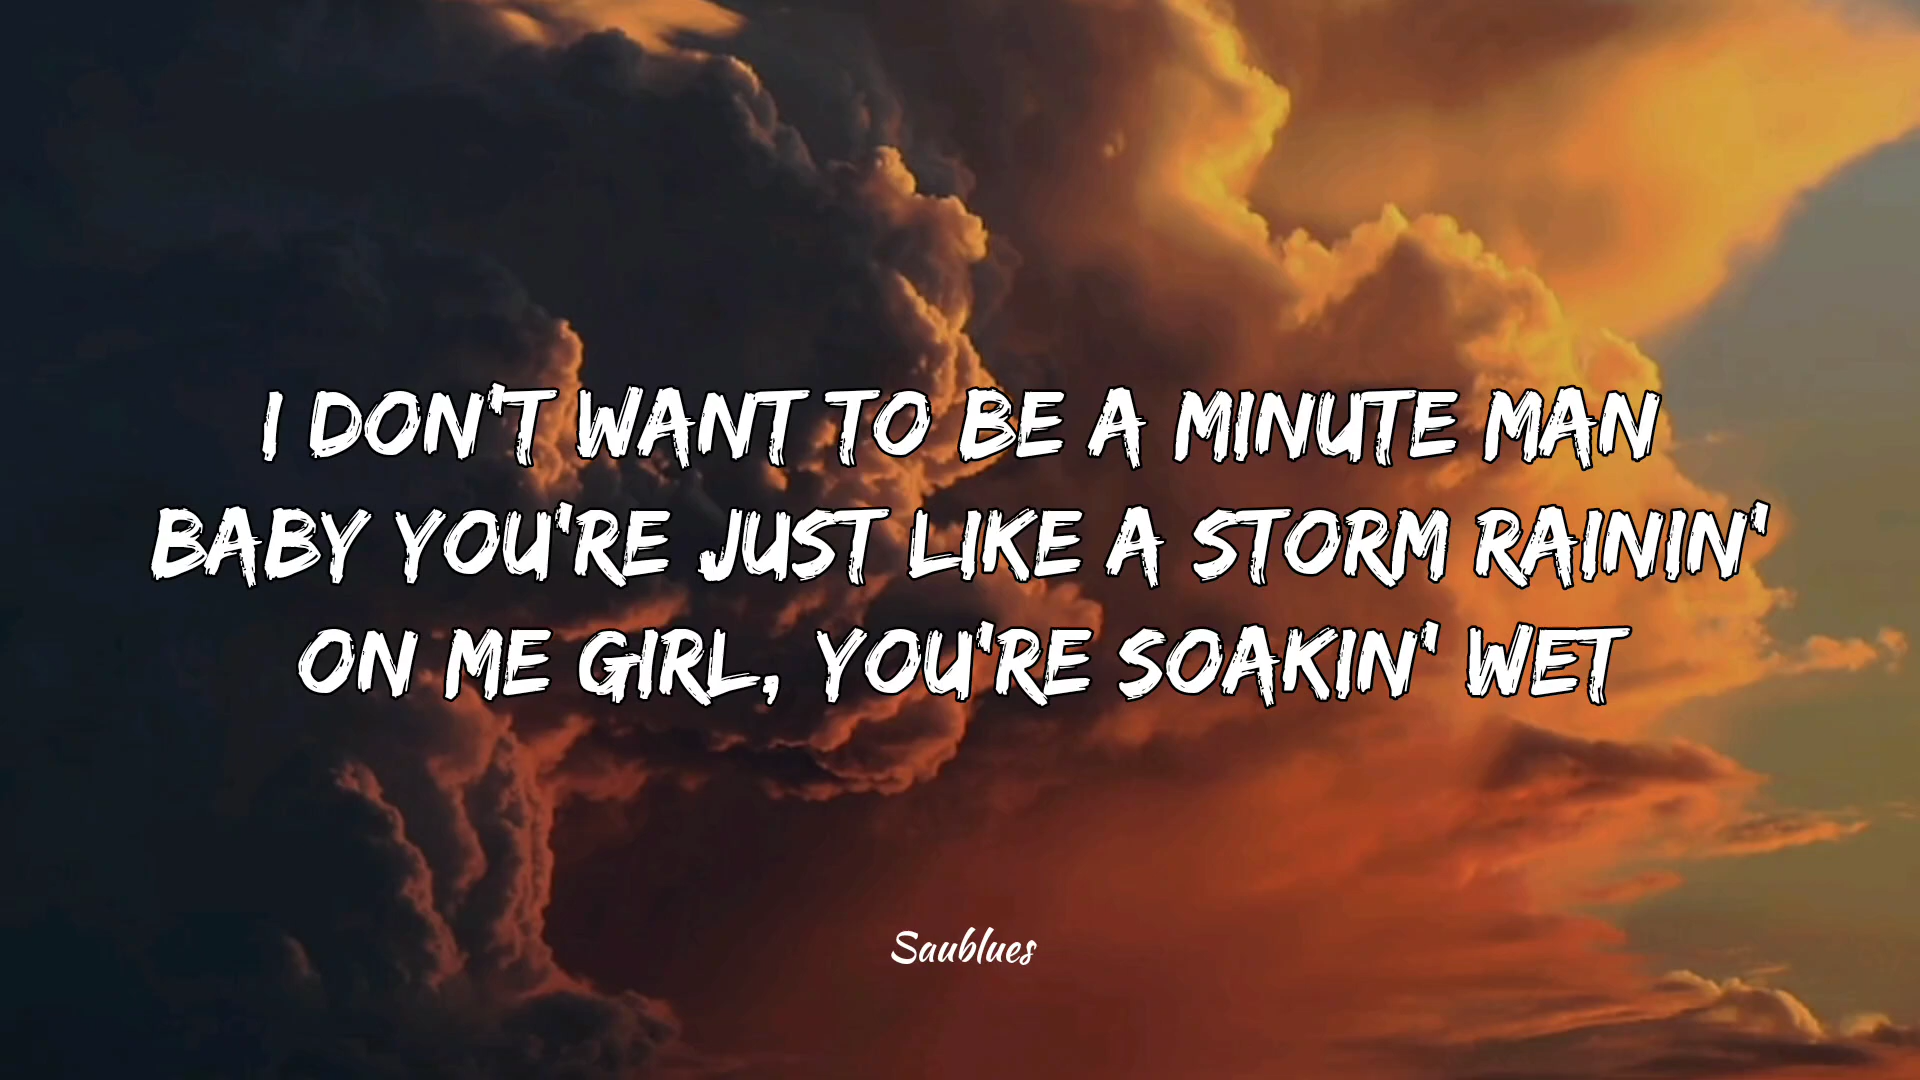 I DON'T WANT TO BE A MINUTE MAN
BABY YOU'RE JUST LIKE A STORM RAININ'
ON ME GIRL, YOU'RE SOAKIN' WET
Saublues